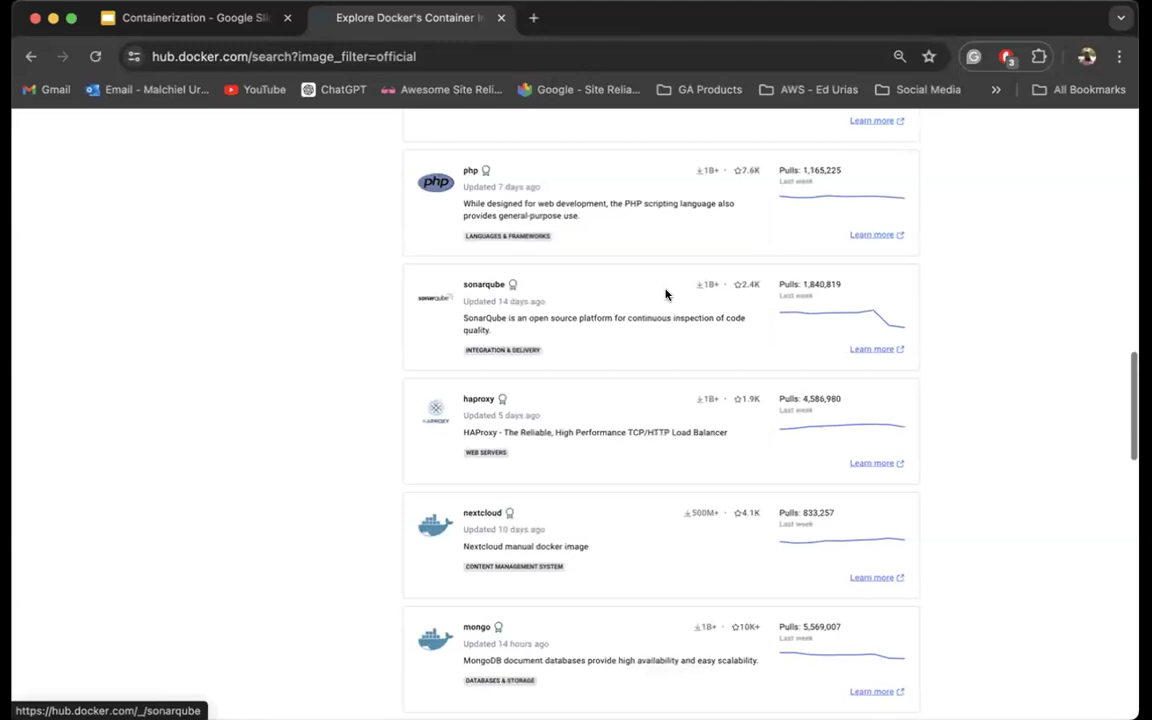 Containerization - Google Sli
Explore Docker's Container I
hub.docker.com/search?image_filter=official
3
Gmail
Email - Malchiel Ur...
YouTube
ChatGPT
Awesome Site Reli...
Google - Site Relia...
GA Products
AWS - Ed Urias
Social Media
All Bookmarks
Learn more
php
php
1B+ · 7.6K
Pulls: 1,165,225
Updated 7 days ago
Last week
While designed for web development, the PHP scripting language also
provides general-purpose use.
LANGUAGES & FRAMEWORKS
Learn more
sonarqube
sonarqube
1B+ · 2.4K
Pulls: 1,840,819
Updated 14 days ago
Last week
SonarQube is an open source platform for continuous inspection of code
quality.
INTEGRATION & DELIVERY
Learn more
HAPROXY
haproxy
1B+ · 1.9K
Pulls: 4,586,980
Updated 5 days ago
Last week
HAProxy - The Reliable, High Performance TCP/HTTP Load Balancer
WEB SERVERS
Learn more
nextcloud
500M+ · 4.1K
Pulls: 833,257
Updated 10 days ago
Last week
Nextcloud manual docker image
CONTENT MANAGEMENT SYSTEM
Learn more
mongo
1B+ · 10K+
Pulls: 5,569,007
Updated 14 hours ago
Last week
MongoDB document databases provide high availability and easy scalability.
DATABASES & STORAGE
Learn more
https://hub.docker.com/_/sonarqube